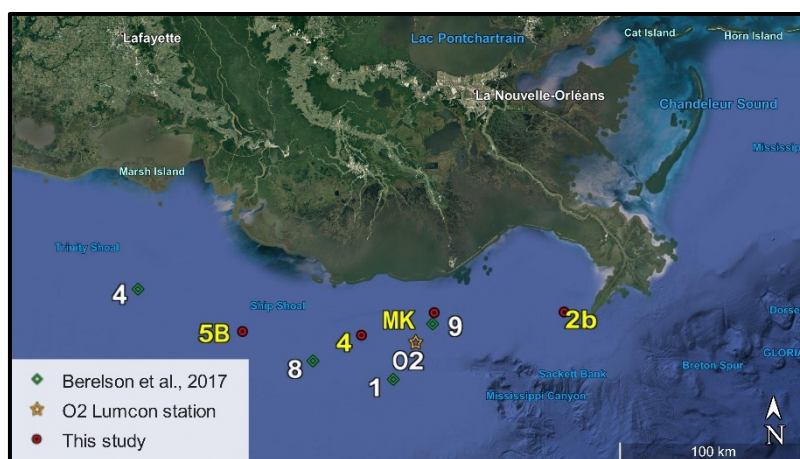 Lafayette
Lac Pontchartrain
Cat Island
Horn Island
La Nouvelle-Orléans
Chandeleur Sound
Marsh Island
Mississip
Trinity Shoal
4
Ship Shoal
5B
4
MK
9
2b
Dorse
8
O2
1
Sackett Bank
Mississippi Canyon
Breton Spur
GLORIA
Berelson et al., 2017
O2 Lumcon station
This study
N
100 km